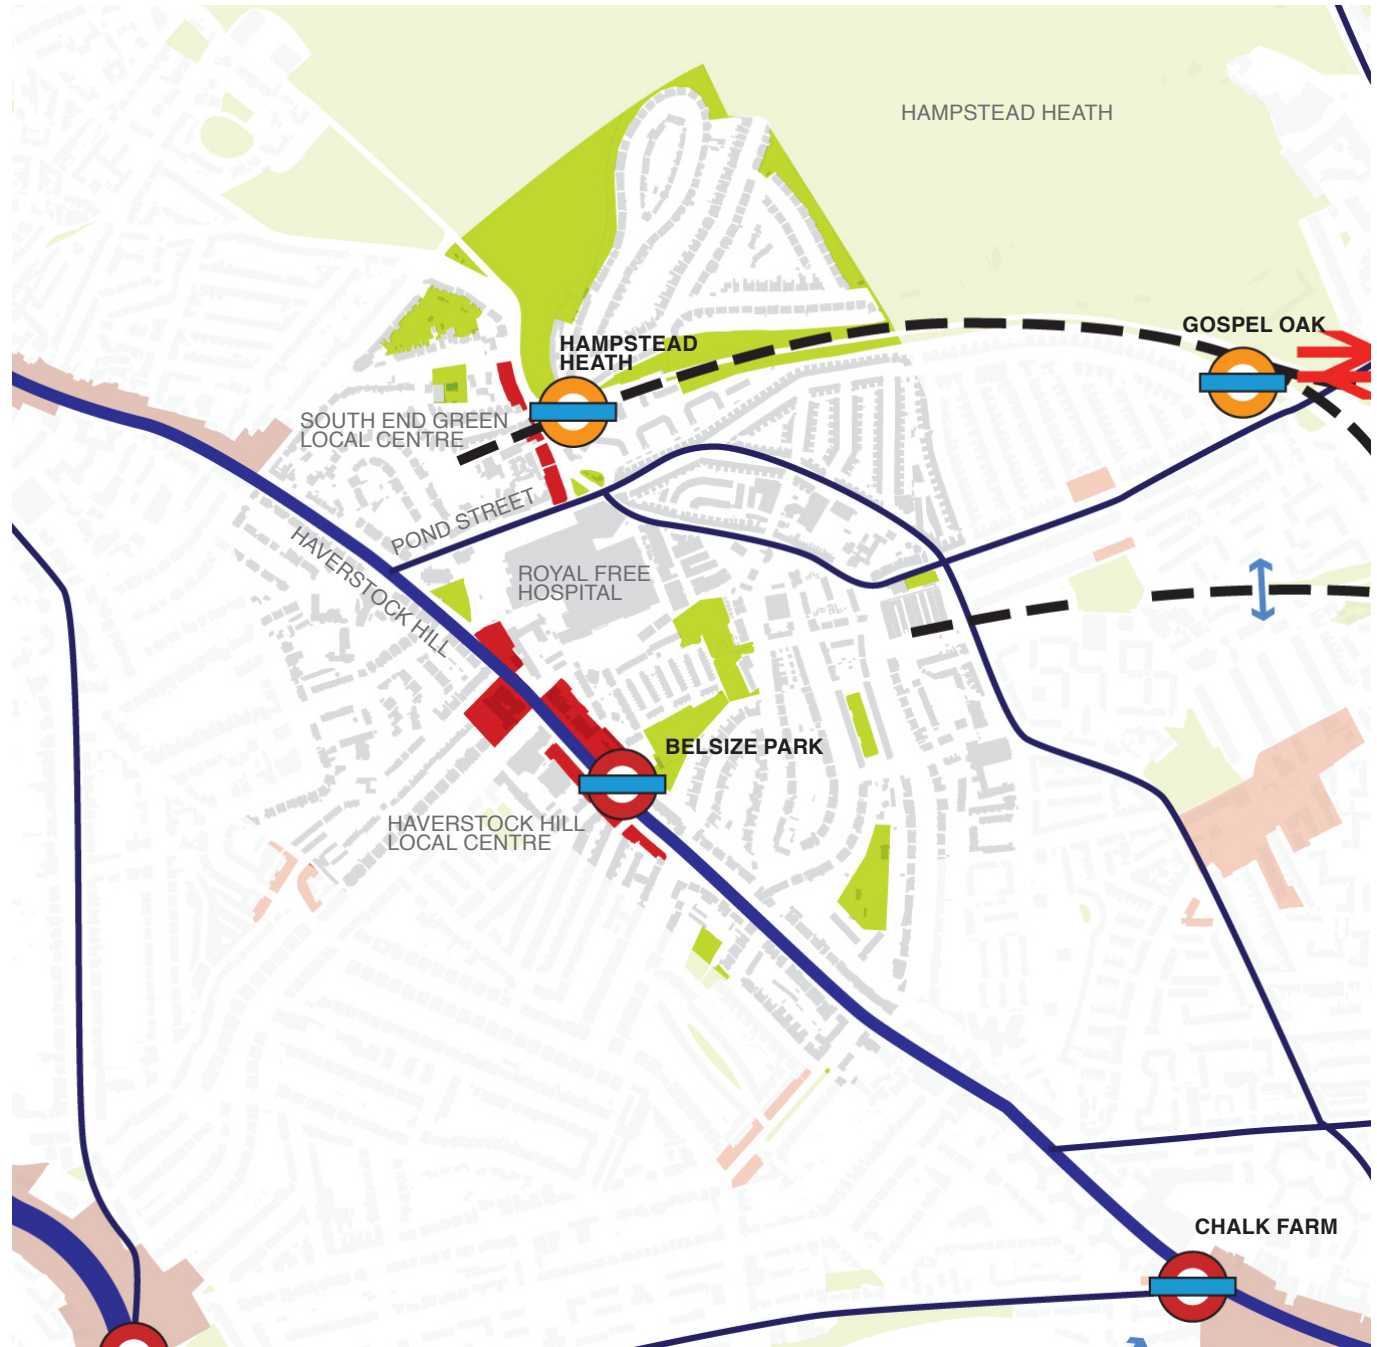 HAMPSTEAD HEATH
GOSPEL OAK
HAMPSTEAD
HEATH
SOUTH END GREEN
LOCAL CENTRE
POND STREET
HAVERSTOCK HILL
ROYAL FREE
HOSPITAL
BELSIZE PARK
HAVERSTOCK HILL
LOCAL CENTRE
CHALK FARM